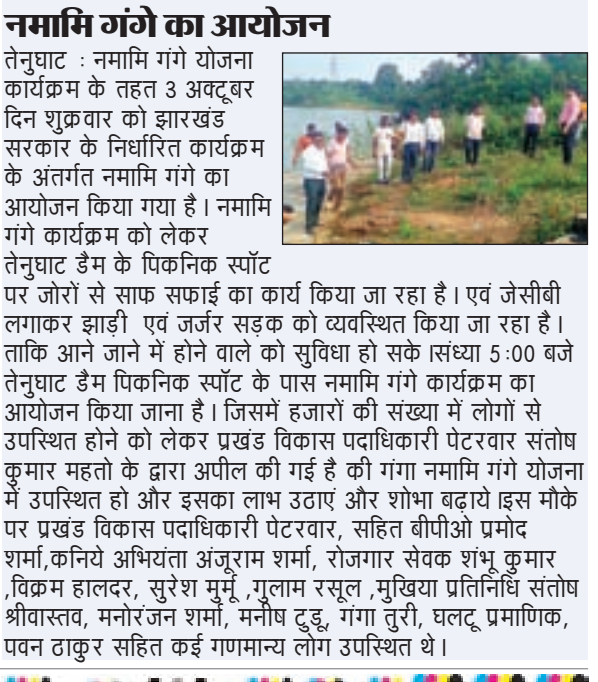 नमामि गंगे का आयोजन
तेनुघाट : नमामि गंगे योजना
कार्यक्रम के तहत 3 अक्टूबर
दिन शुक्रवार को झारखंड
सरकार के निर्धारित कार्यक्रम
के अंतर्गत नमामि गंगे का
आयोजन किया गया है। नमामि
गंगे कार्यक्रम को लेकर
तेनुघाट डैम के पिकनिक स्पॉट
पर जोरों से साफ सफाई का कार्य किया जा रहा है। एवं जेसीबी
लगाकर झाड़ी एवं जर्जर सड़क को व्यवस्थित किया जा रहा है।
ताकि आने जाने में होने वाले को सुविधा हो सके।संध्या 5:00 बजे
तेनुघाट डैम पिकनिक स्पॉट के पास नमामि गंगे कार्यक्रम का
आयोजन किया जाना है। जिसमें हजारों की संख्या में लोगों से
उपस्थित होने को लेकर प्रखंड विकास पदाधिकारी पेटरवार संतोष
कुमार महतो के द्वारा अपील की गई है की गंगा नमामि गंगे योजना
में उपस्थित हो और इसका लाभ उठाएं और शोभा बढ़ाये।इस मौके
पर प्रखंड विकास पदाधिकारी पेटरवार, सहित बीपीओ प्रमोद
शर्मा,कनिये अभियंता अंजूराम शर्मा, रोजगार सेवक शंभू कुमार
,विक्रम हालदर, सुरेश मुर्मू ,गुलाम रसूल ,मुखिया प्रतिनिधि संतोष
श्रीवास्तव, मनोरंजन शर्मा, मनीष टुडू, गंगा तुरी, घलटू प्रमाणिक,
पवन ठाकुर सहित कई गणमान्य लोग उपस्थित थे।